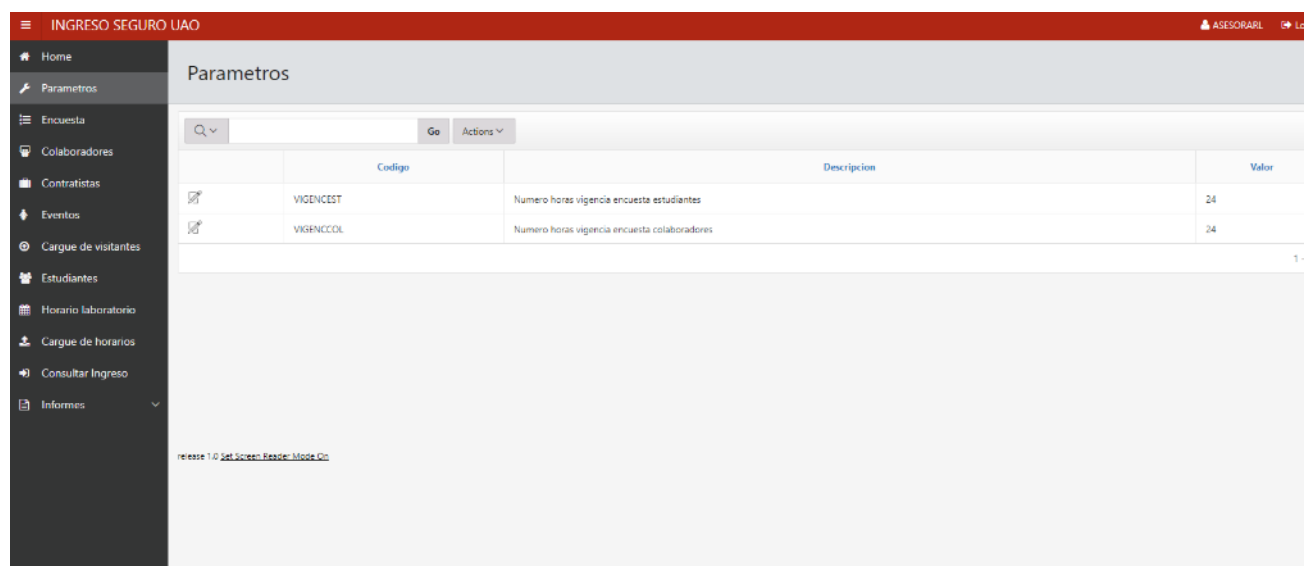 INGRESO SEGURO UAO
ASESORARL
Home
Parametros
Encuesta
Colaboradores
Contratistas
Eventos
Cargue de visitantes
Estudiantes
Horario laboratorio
Cargue de horarios
Consultar Ingreso
Informes
Parametros
Go Actions
Codigo Descripcion Valor
VIGENCEST Numero horas vigencia encuesta estudiantes 24
VIGENCCOL Numero horas vigencia encuesta colaboradores 24
1 -
release 1.0 Set Screen Reader Mode On